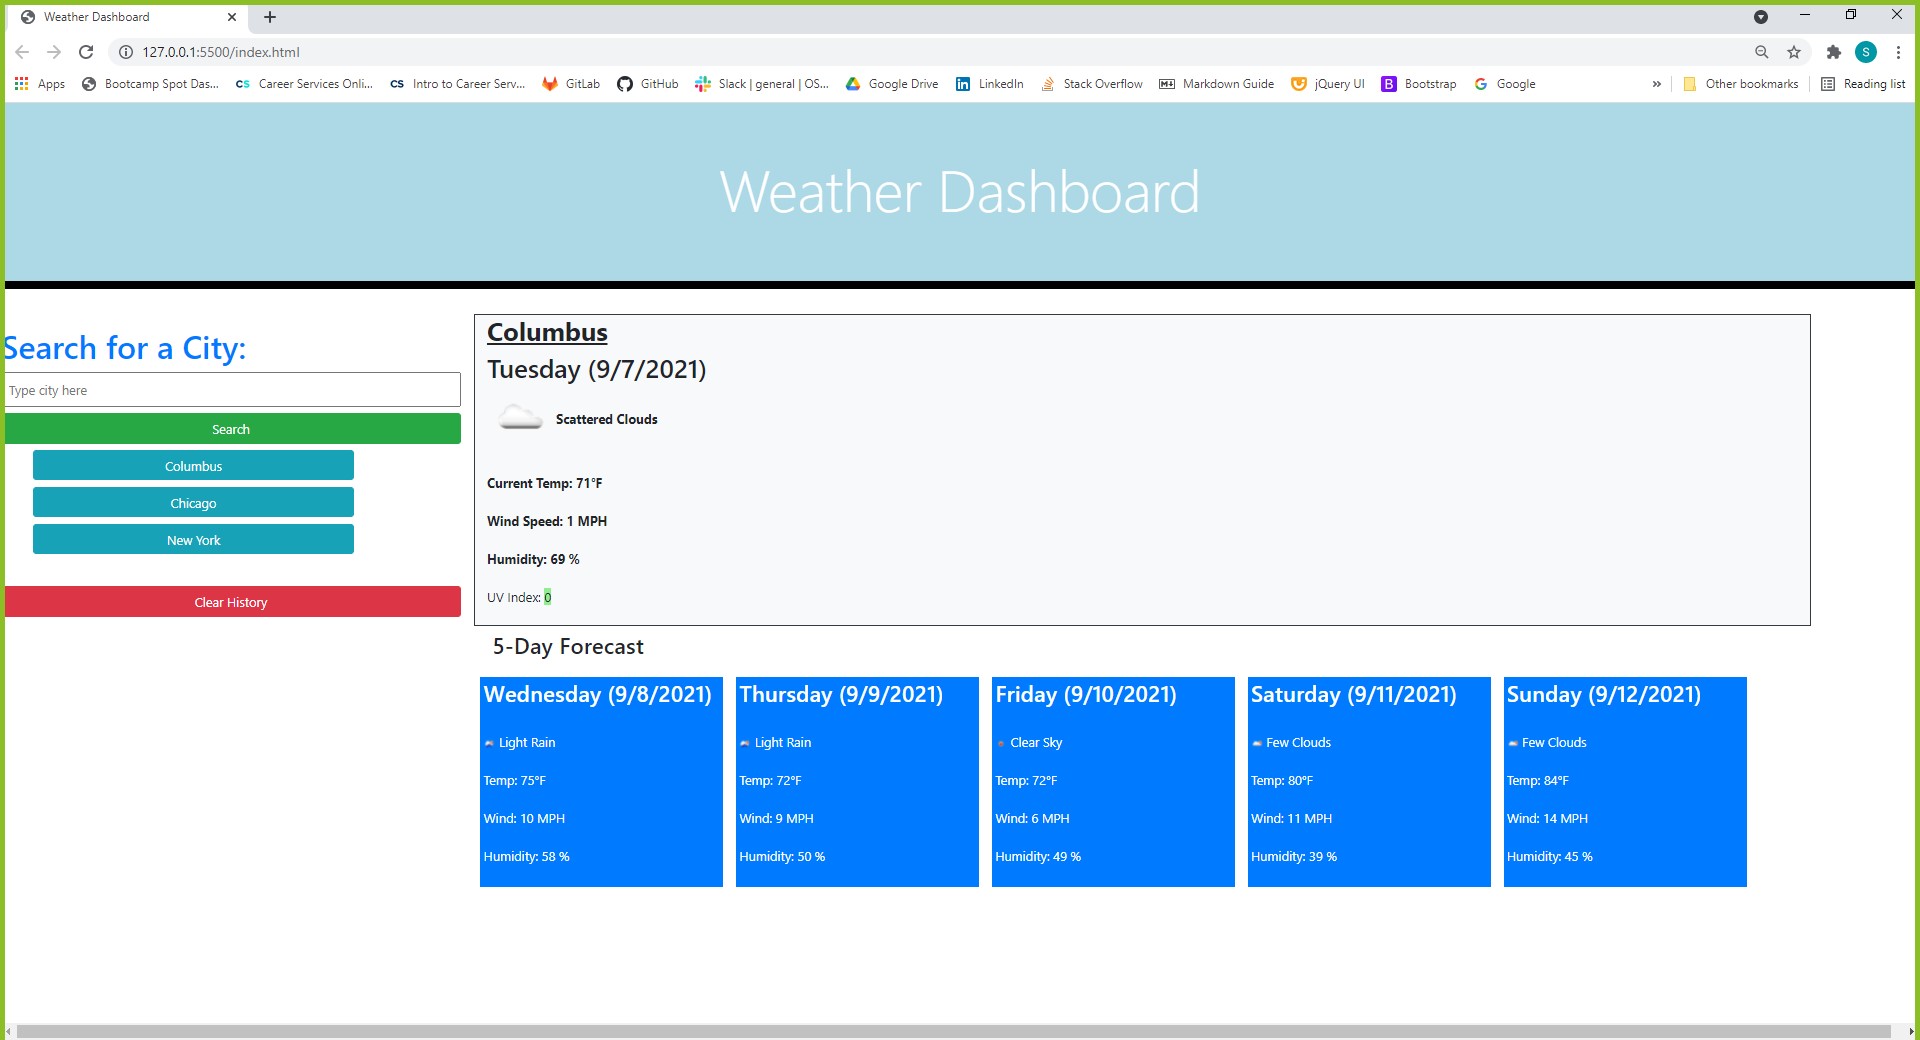 Weather Dashboard
127.0.0.1:5500/index.html
S
Apps
Bootcamp Spot Das...
CS Career Services Onli...
CS Intro to Career Serv...
GitLab
GitHub
Slack | general | OS...
Google Drive
LinkedIn
Stack Overflow
Markdown Guide
jQuery UI
B Bootstrap
Google
»
Other bookmarks
Reading list
Weather Dashboard
Search for a City:
Type city here
Search
Columbus
Chicago
New York
Clear History
Columbus
Tuesday (9/7/2021)
Scattered Clouds
Current Temp: 71°F
Wind Speed: 1 MPH
Humidity: 69 %
UV Index: 0
5-Day Forecast
Wednesday (9/8/2021)
Light Rain
Temp: 75°F
Wind: 10 MPH
Humidity: 58 %
Thursday (9/9/2021)
Light Rain
Temp: 72°F
Wind: 9 MPH
Humidity: 50 %
Friday (9/10/2021)
Clear Sky
Temp: 72°F
Wind: 6 MPH
Humidity: 49 %
Saturday (9/11/2021)
Few Clouds
Temp: 80°F
Wind: 11 MPH
Humidity: 39 %
Sunday (9/12/2021)
Few Clouds
Temp: 84°F
Wind: 14 MPH
Humidity: 45 %